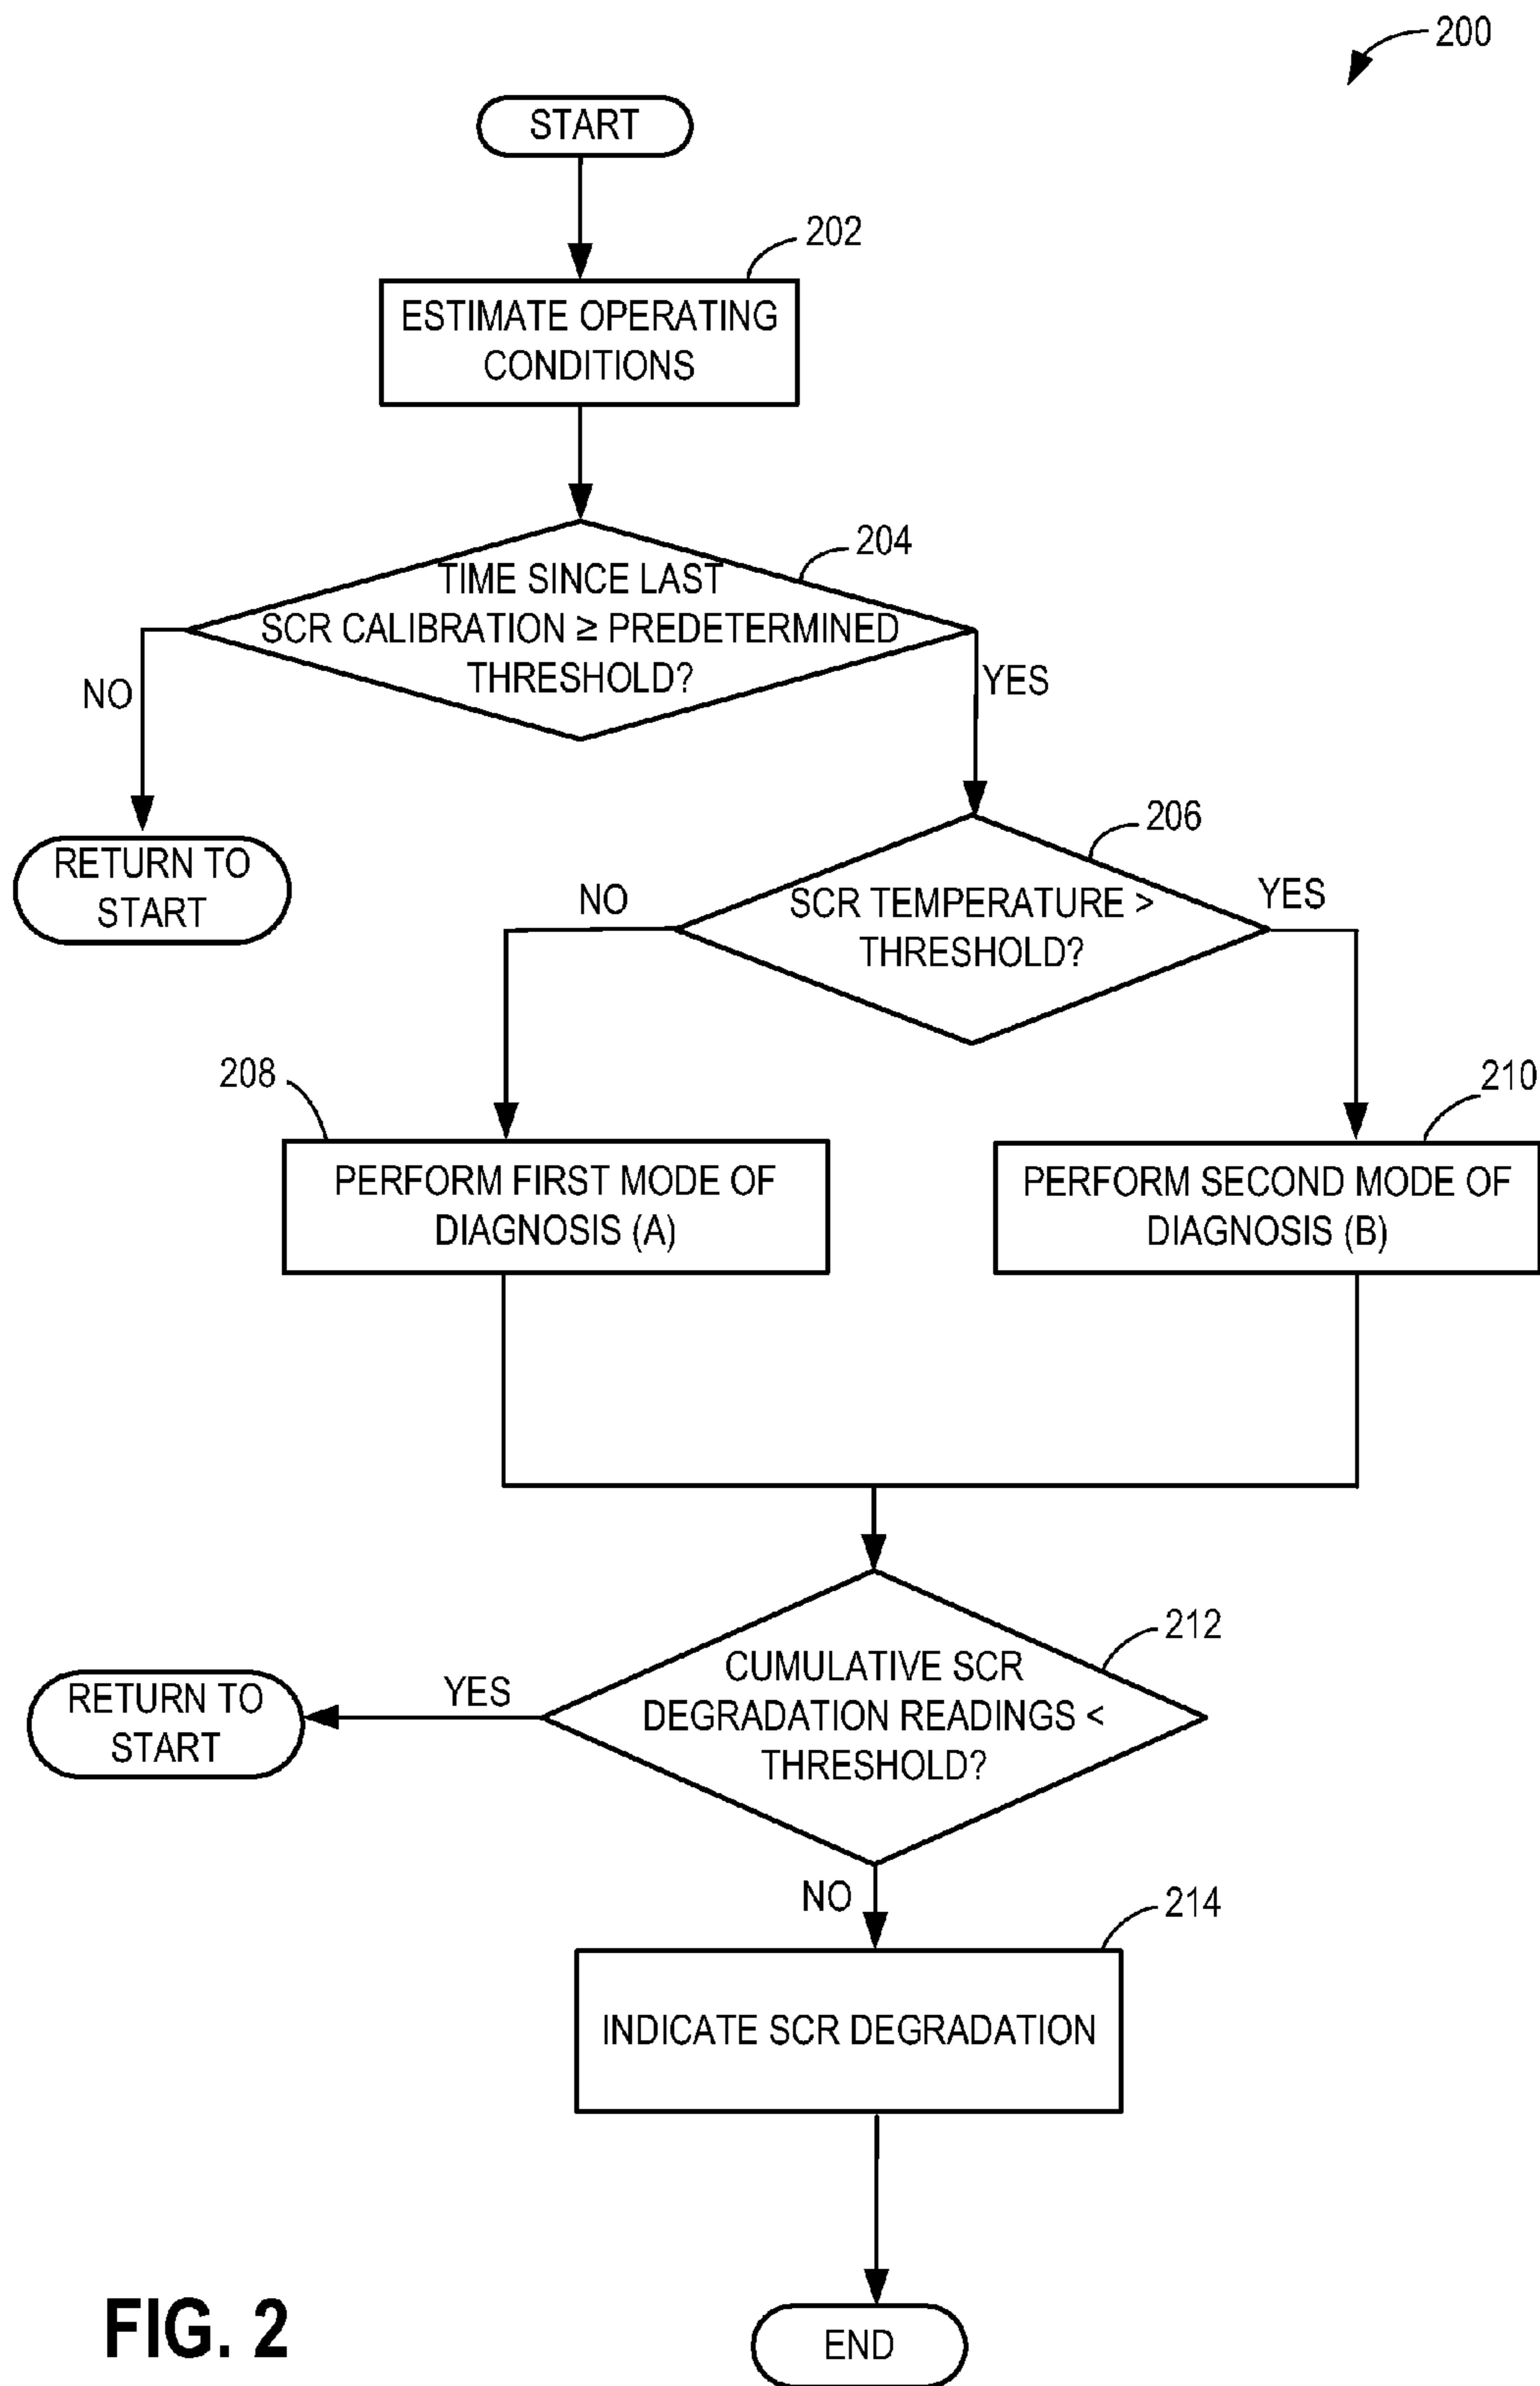 200
START
202
ESTIMATE OPERATING
CONDITIONS
204
TIME SINCE LAST
SCR CALIBRATION ≥ PREDETERMINED
THRESHOLD?
NO
YES
RETURN TO
START
206
SCR TEMPERATURE >
THRESHOLD?
NO
YES
208
PERFORM FIRST MODE OF
DIAGNOSIS (A)
210
PERFORM SECOND MODE OF
DIAGNOSIS (B)
212
CUMULATIVE SCR
DEGRADATION READINGS <
THRESHOLD?
YES
RETURN TO
START
NO
214
INDICATE SCR DEGRADATION
END
FIG. 2